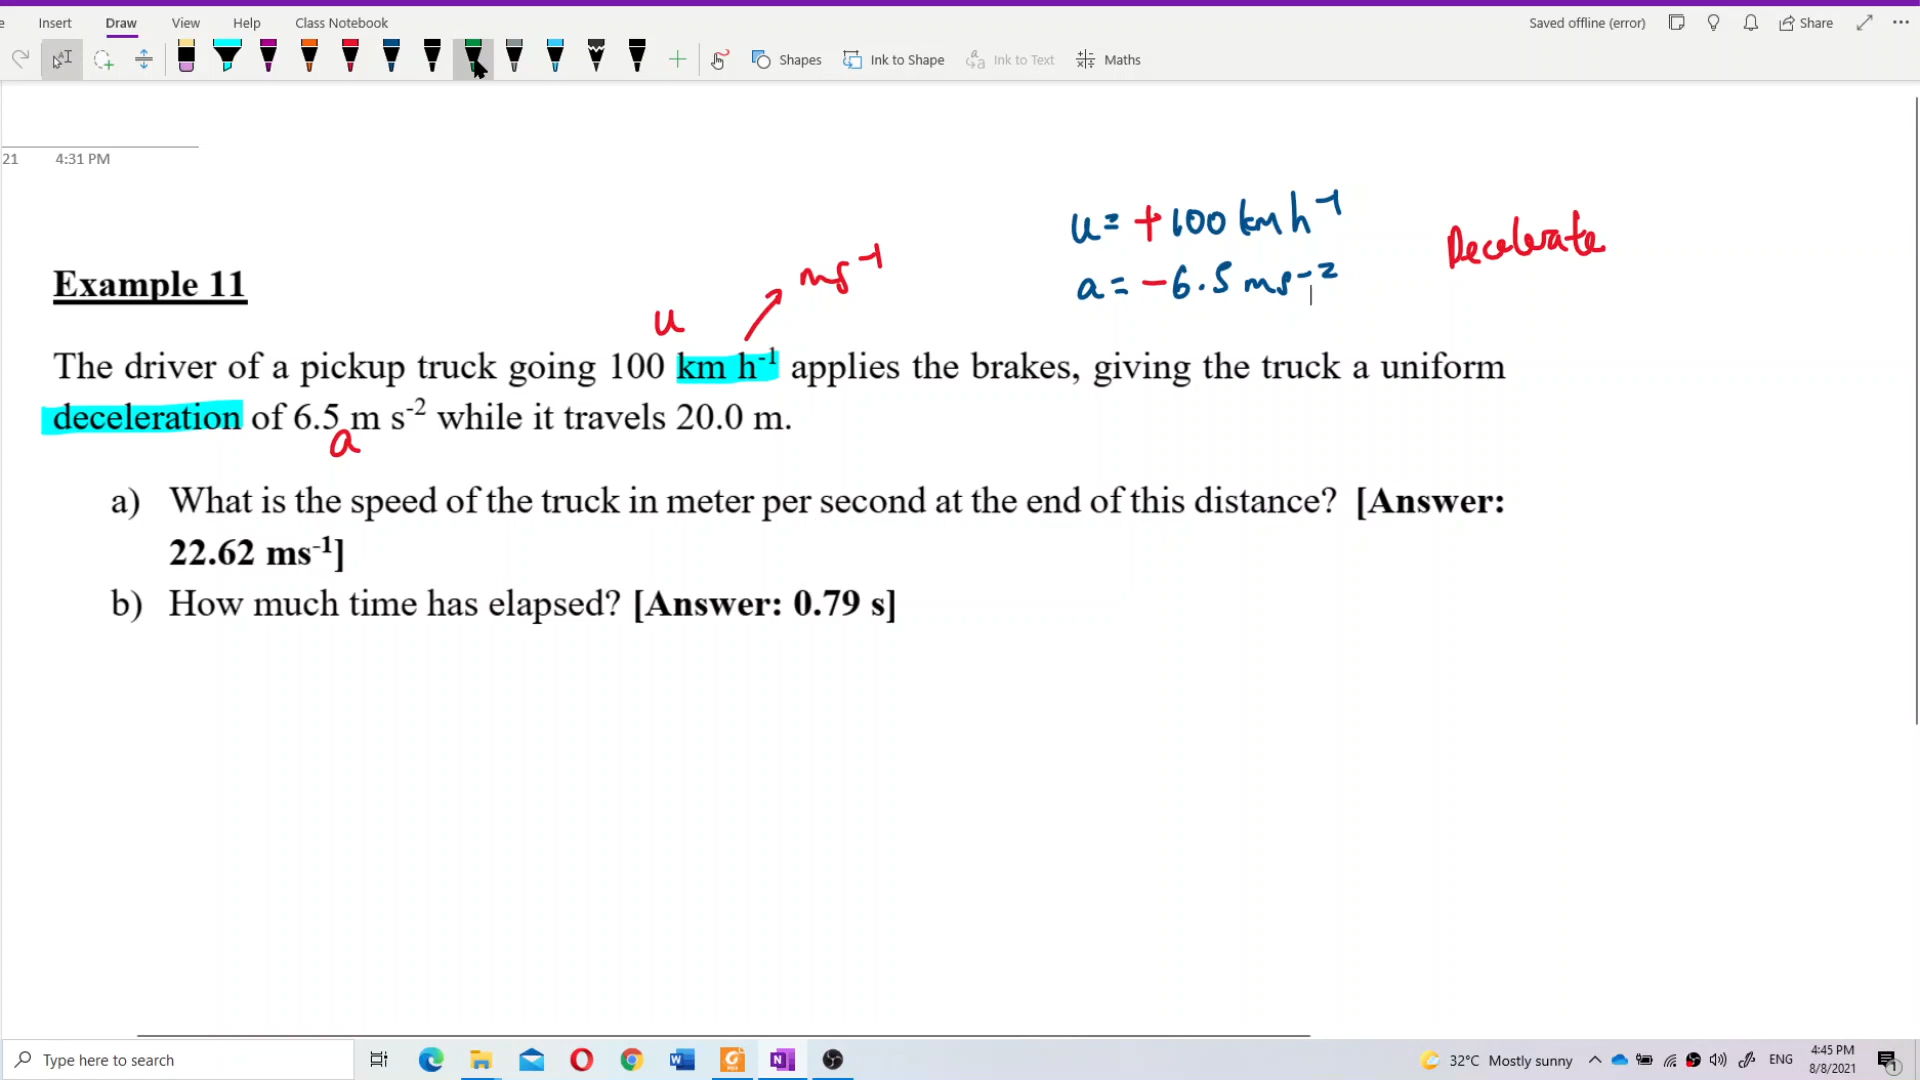 Insert Draw View Help Class Notebook Saved offline (error) Share
Shapes Ink to Shape Ink to Text Maths
21 4:31 PM
u = +100 km h⁻¹
a = -6.5 ms⁻²
Decelerate
ms⁻¹
Example 11
u
The driver of a pickup truck going 100 km h⁻¹ applies the brakes, giving the truck a uniform
deceleration of 6.5 m s⁻² while it travels 20.0 m.
a
a) What is the speed of the truck in meter per second at the end of this distance? [Answer:
22.62 ms⁻¹]
b) How much time has elapsed? [Answer: 0.79 s]
Type here to search 32°C Mostly sunny ENG 4:45 PM
8/8/2021
1